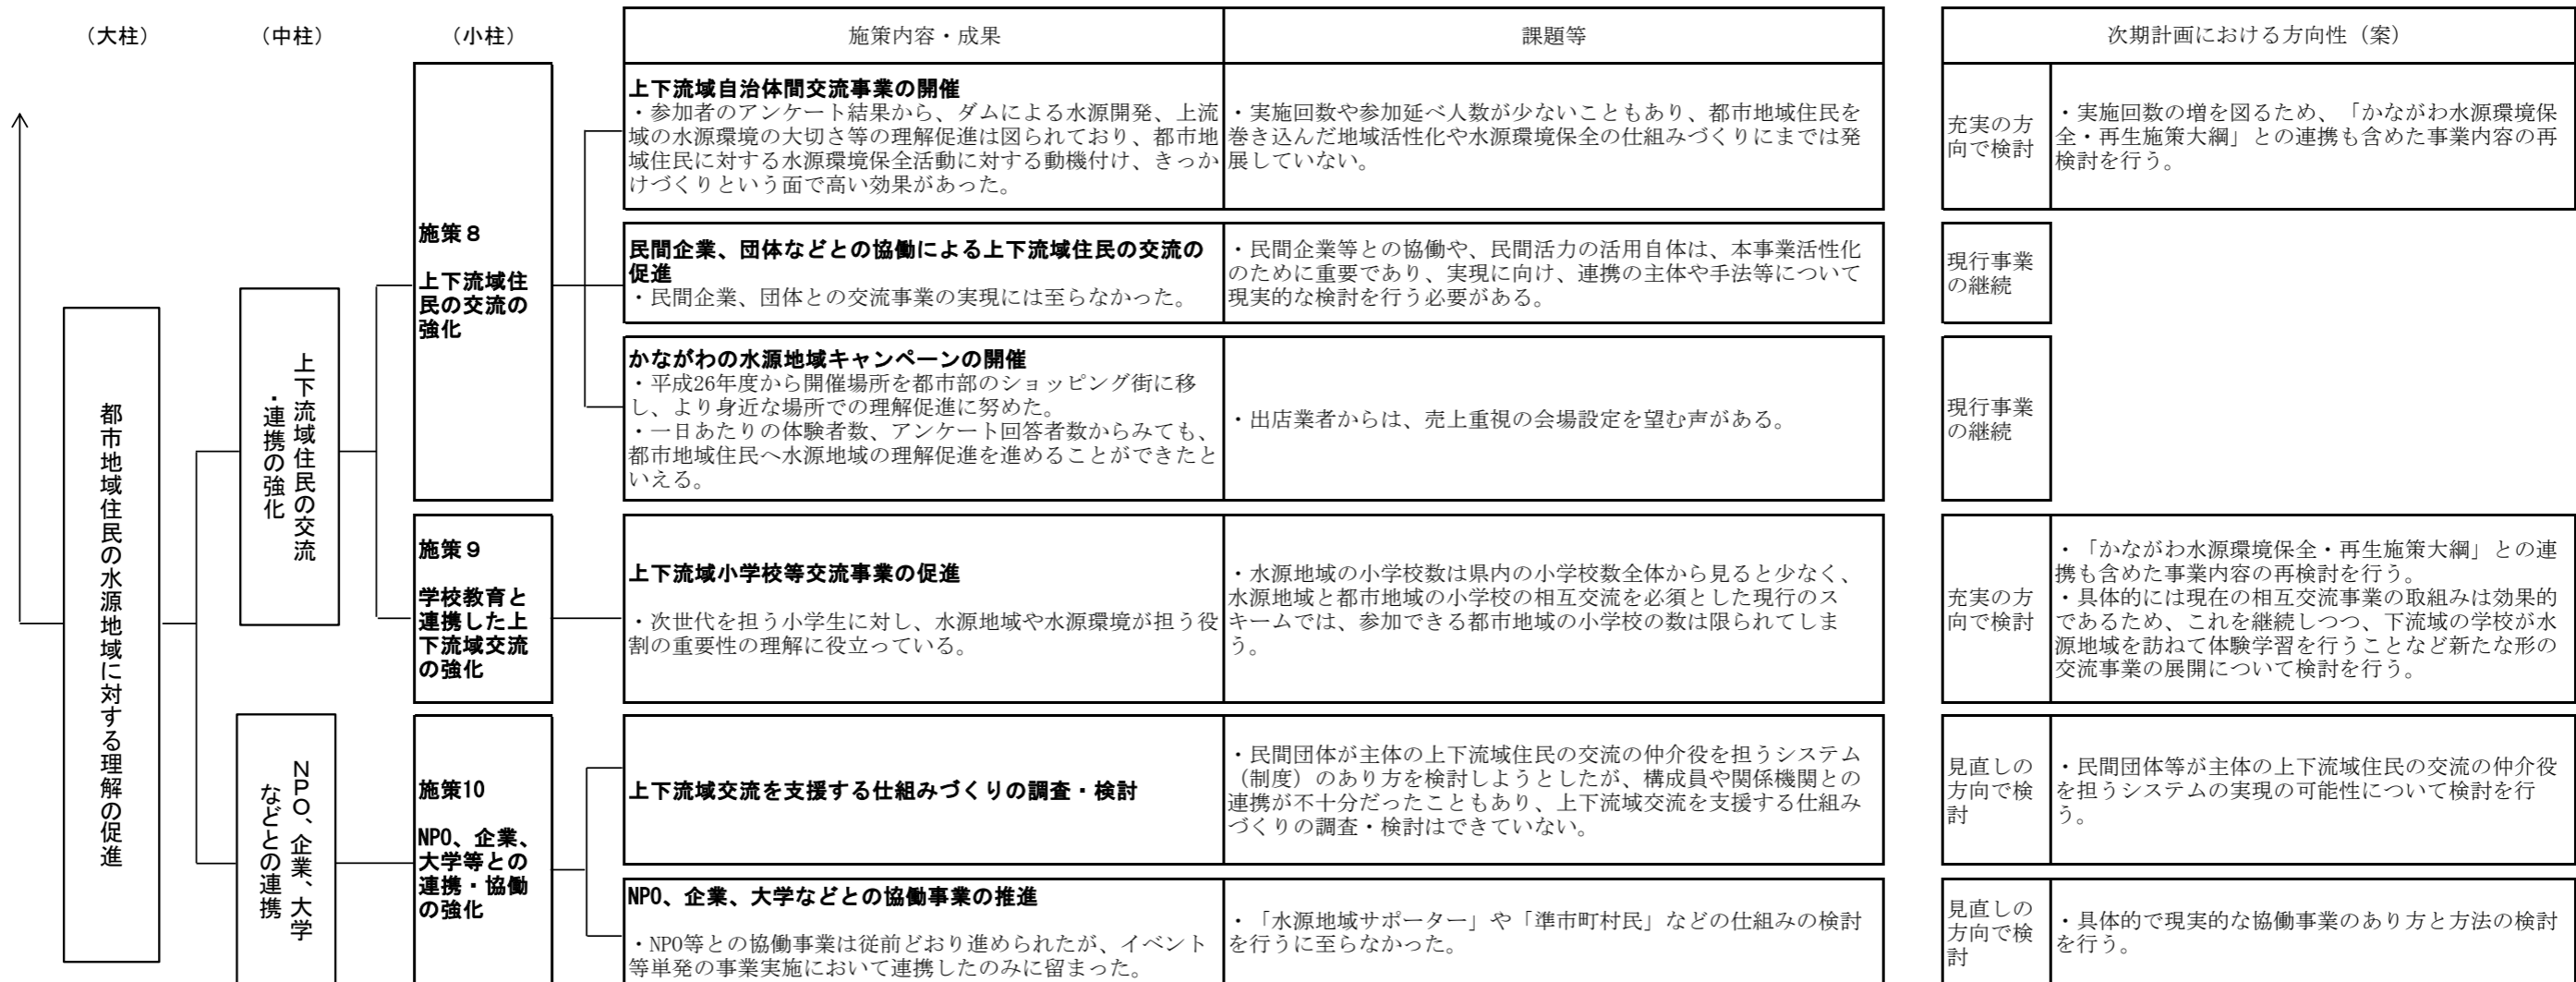 （大柱）
（中柱）
（小柱）
施策内容・成果
課題等
次期計画における方向性（案）
都市地域住民の水源地域に対する理解の促進
上下流域住民の交流
・連携の強化
施策８
上下流域住
民の交流の
強化
上下流域自治体間交流事業の開催
・参加者のアンケート結果から、ダムによる水源開発、上流
域の水源環境の大切さ等の理解促進は図られており、都市地
域住民に対する水源環境保全活動に対する動機付け、きっか
けづくりという面で高い効果があった。
・実施回数や参加延べ人数が少ないこともあり、都市地域住民を
巻き込んだ地域活性化や水源環境保全の仕組みづくりにまでは発
展していない。
充実の方
向で検討
・実施回数の増を図るため、「かながわ水源環境保
全・再生施策大綱」との連携も含めた事業内容の再
検討を行う。
民間企業、団体などとの協働による上下流域住民の交流の
促進
・民間企業、団体との交流事業の実現には至らなかった。
・民間企業等との協働や、民間活力の活用自体は、本事業活性化
のために重要であり、実現に向け、連携の主体や手法等について
現実的な検討を行う必要がある。
現行事業
の継続
かながわの水源地域キャンペーンの開催
・平成26年度から開催場所を都市部のショッピング街に移
し、より身近な場所での理解促進に努めた。
・一日あたりの体験者数、アンケート回答者数からみても、
都市地域住民へ水源地域の理解促進を進めることができたと
いえる。
・出店業者からは、売上重視の会場設定を望む声がある。
現行事業
の継続
施策９
学校教育と
連携した上
下流域交流
の強化
上下流域小学校等交流事業の促進
・次世代を担う小学生に対し、水源地域や水源環境が担う役
割の重要性の理解に役立っている。
・水源地域の小学校数は県内の小学校数全体から見ると少なく、
水源地域と都市地域の小学校の相互交流を必須とした現行のス
キームでは、参加できる都市地域の小学校の数は限られてしま
う。
充実の方
向で検討
・「かながわ水源環境保全・再生施策大綱」との連
携も含めた事業内容の再検討を行う。
・具体的には現在の相互交流事業の取組みは効果的
であるため、これを継続しつつ、下流域の学校が水
源地域を訪ねて体験学習を行うことなど新たな形の
交流事業の展開について検討を行う。
ＮＰＯ、企業、大学
などとの連携
施策10
NPO、企業、
大学等との
連携・協働
の強化
上下流域交流を支援する仕組みづくりの調査・検討
・民間団体が主体の上下流域住民の交流の仲介役を担うシステム
（制度）のあり方を検討しようとしたが、構成員や関係機関との
連携が不十分だったこともあり、上下流域交流を支援する仕組み
づくりの調査・検討はできていない。
見直しの
方向で検
討
・民間団体等が主体の上下流域住民の交流の仲介役
を担うシステムの実現の可能性について検討を行
う。
NPO、企業、大学などとの協働事業の推進
・NPO等との協働事業は従前どおり進められたが、イベント
等単発の事業実施において連携したのみに留まった。
・「水源地域サポーター」や「準市町村民」などの仕組みの検討
を行うに至らなかった。
見直しの
方向で検
討
・具体的で現実的な協働事業のあり方と方法の検討
を行う。